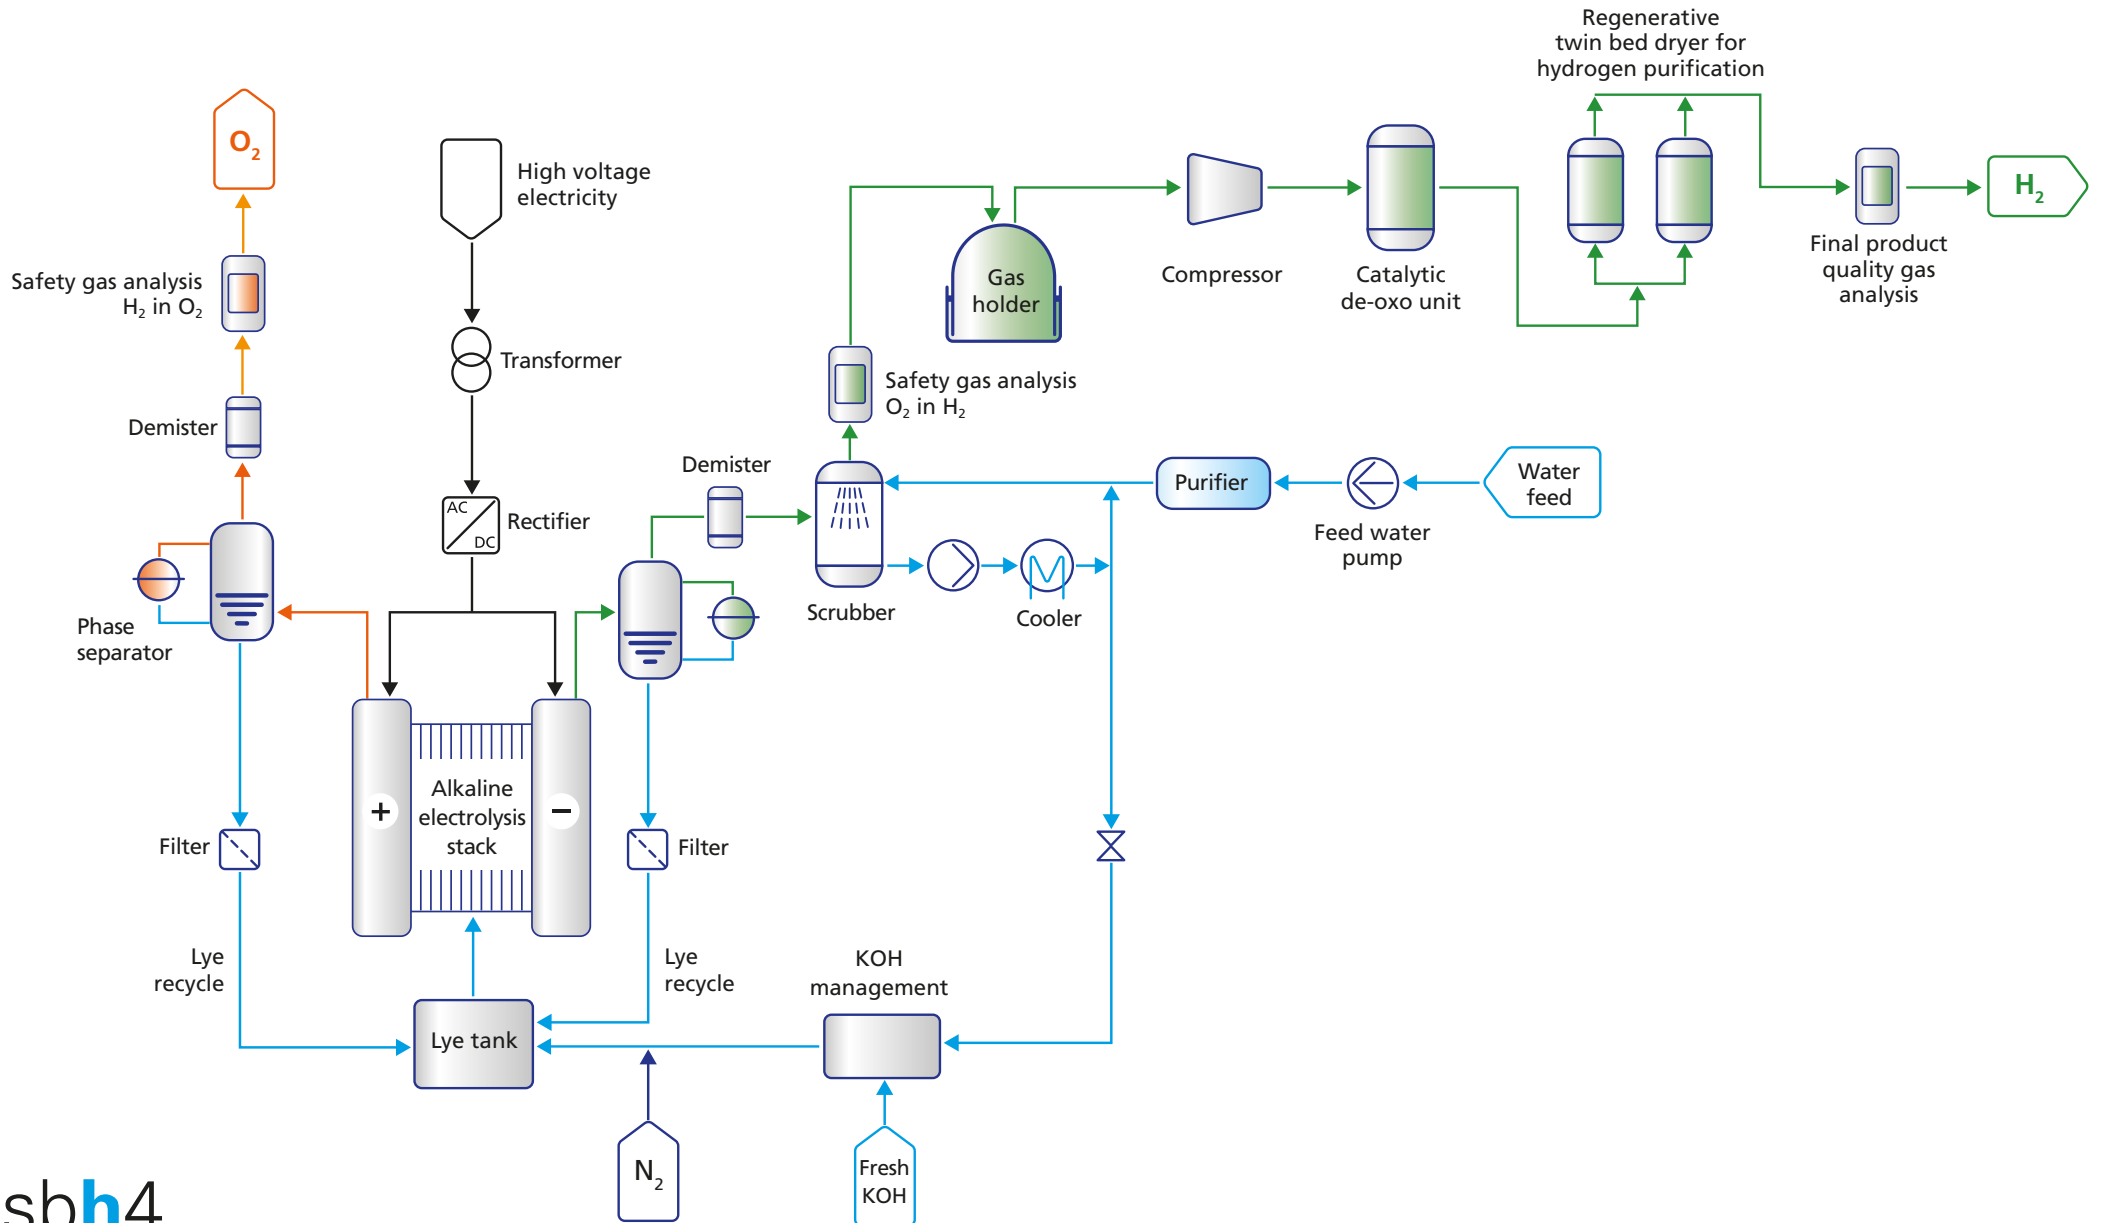 Regenerative
twin bed dryer for
hydrogen purification
O₂
High voltage
electricity
H₂
Safety gas analysis
H₂ in O₂
Gas
holder
Compressor
Catalytic
de-oxo unit
Final product
quality gas
analysis
Transformer
Safety gas analysis
O₂ in H₂
Demister
Demister
Purifier
Water
feed
AC
DC
Rectifier
Feed water
pump
Scrubber
Cooler
Phase
separator
Alkaline
electrolysis
stack
+
−
Filter
Filter
Lye
recycle
Lye
recycle
KOH
management
Lye tank
N₂
Fresh
KOH
sbh4